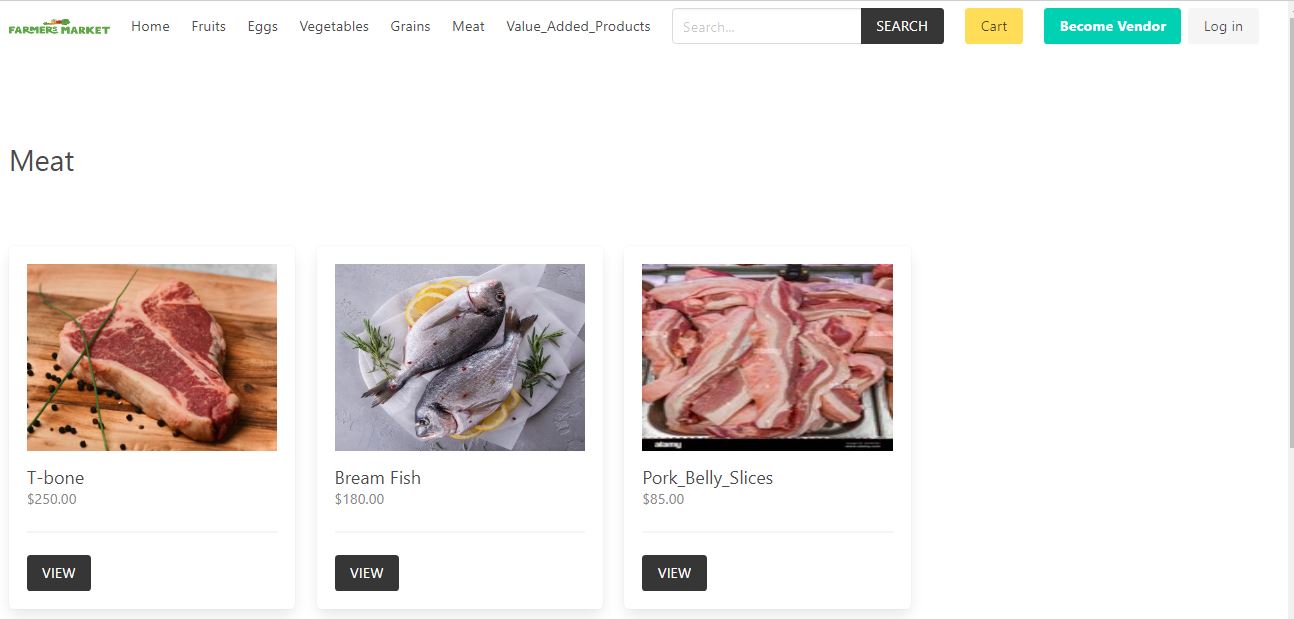 FARMERS MARKET
Home
Fruits
Eggs
Vegetables
Grains
Meat
Value_Added_Products
Search...
SEARCH
Cart
Become Vendor
Log in
Meat
alamy
T-bone
$250.00
VIEW
Bream Fish
$180.00
VIEW
Pork_Belly_Slices
$85.00
VIEW